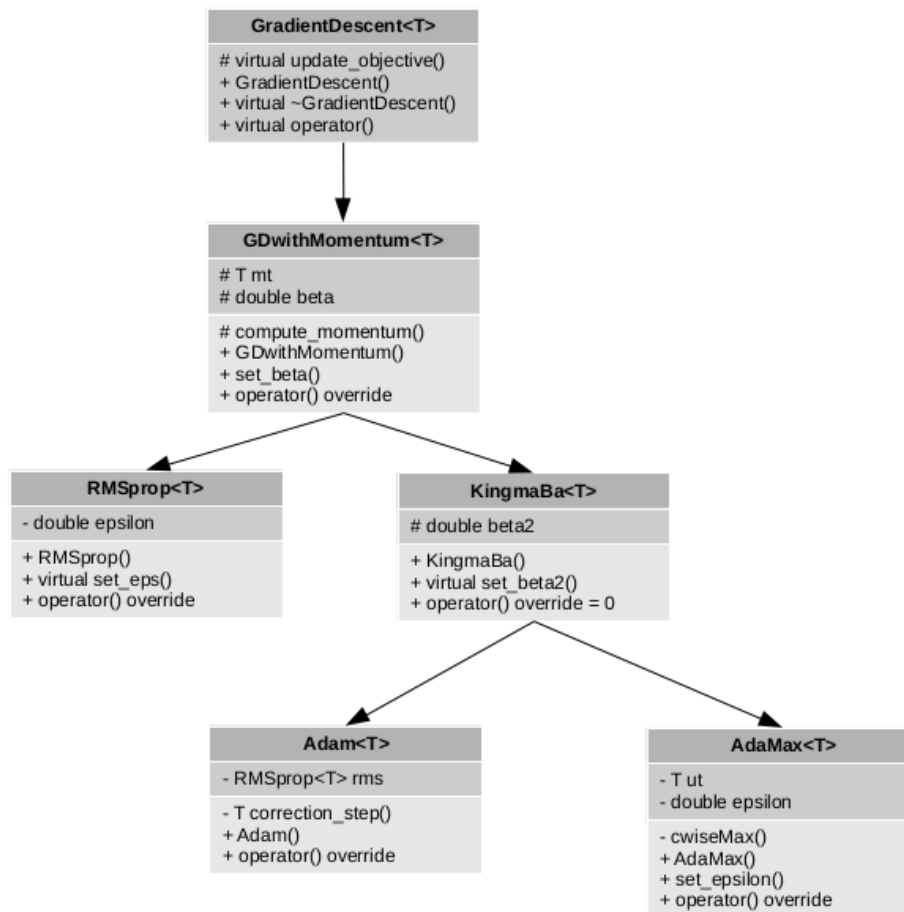 GradientDescent<T>
# virtual update_objective()
+ GradientDescent()
+ virtual ~GradientDescent()
+ virtual operator()
GDwithMomentum<T>
# T mt
# double beta
# compute_momentum()
+ GDwithMomentum()
+ set_beta()
+ operator() override
RMSprop<T>
- double epsilon
+ RMSprop()
+ virtual set_eps()
+ operator() override
KingmaBa<T>
# double beta2
+ KingmaBa()
+ virtual set_beta2()
+ operator() override = 0
Adam<T>
- RMSprop<T> rms
- T correction_step()
+ Adam()
+ operator() override
AdaMax<T>
- T ut
- double epsilon
- cwiseMax()
+ AdaMax()
+ set_epsilon()
+ operator() override